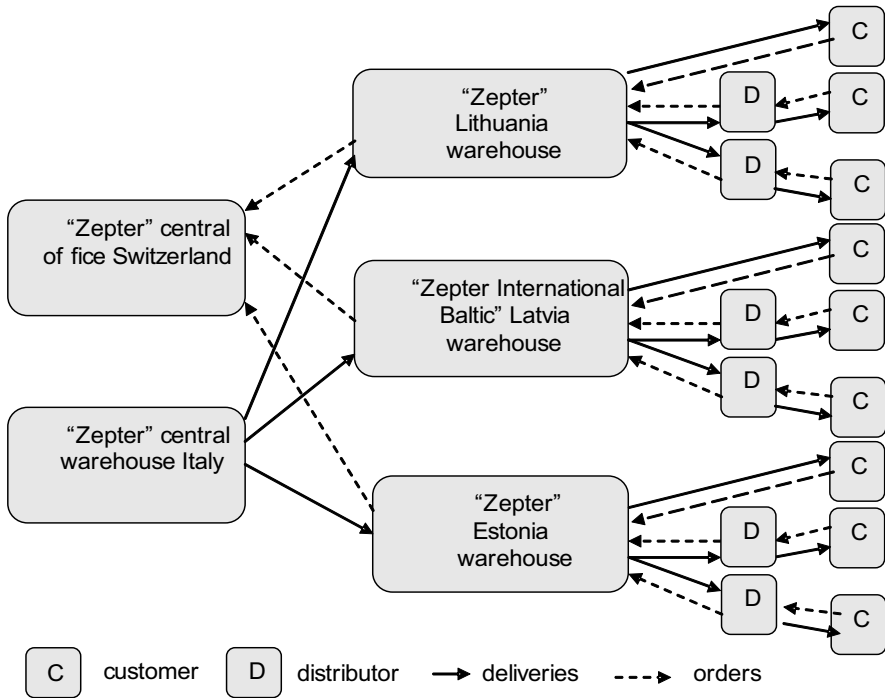 “Zepter” central
of fice Switzerland
“Zepter” central
warehouse Italy
“Zepter”
Lithuania
warehouse
“Zepter International
Baltic” Latvia
warehouse
“Zepter”
Estonia
warehouse
C
D
C
D
C
C
D
C
D
C
C
D
C
D
C
C customer D distributor deliveries orders